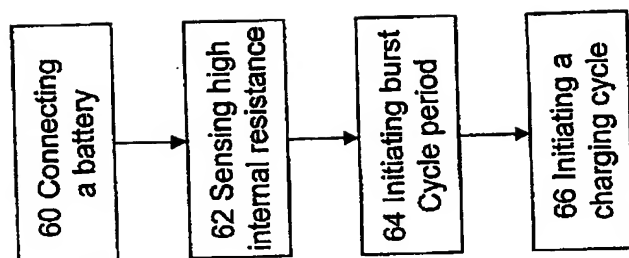 60 Connecting
a battery
62 Sensing high
internal resistance
64 Initiating burst
Cycle period
66 Initiating a
charging cycle